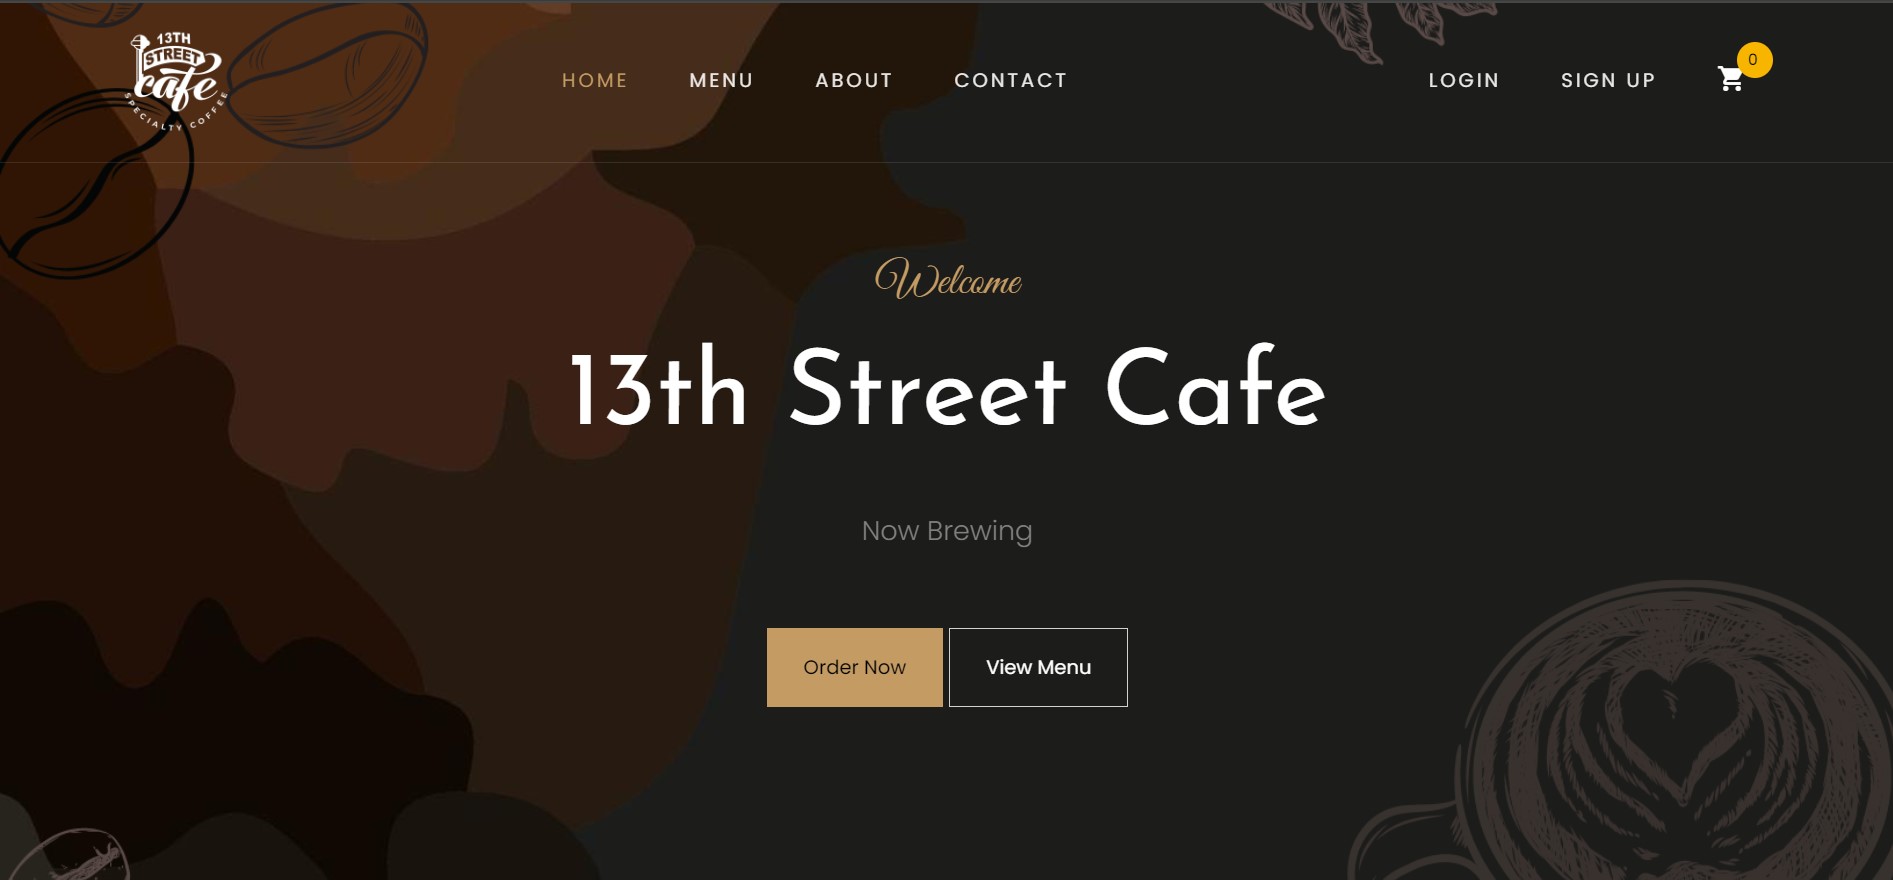 13TH
STREET
cafe
SPECIALTY COFFEE
HOME
MENU
ABOUT
CONTACT
LOGIN
SIGN UP
0
Welcome
13th Street Cafe
Now Brewing
Order Now
View Menu